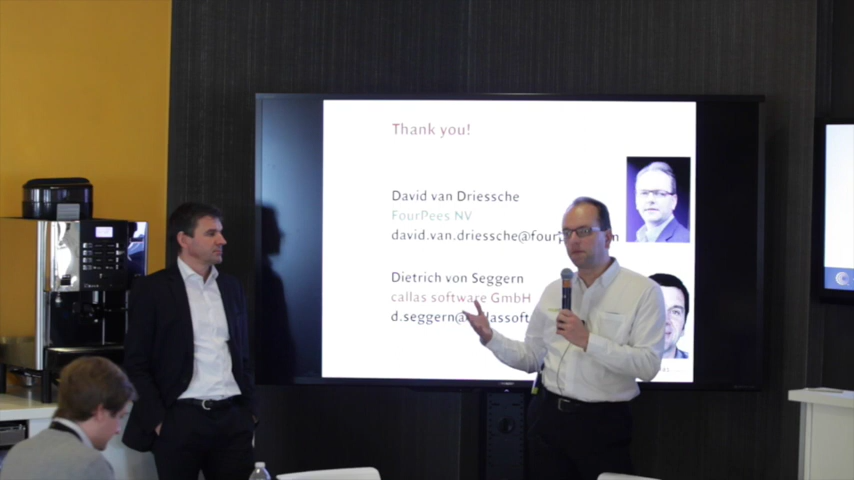 Thank you!
David van Driessche
FourPees NV
david.van.driessche@four
Dietrich von Seggern
callas software GmbH
d.seggern@